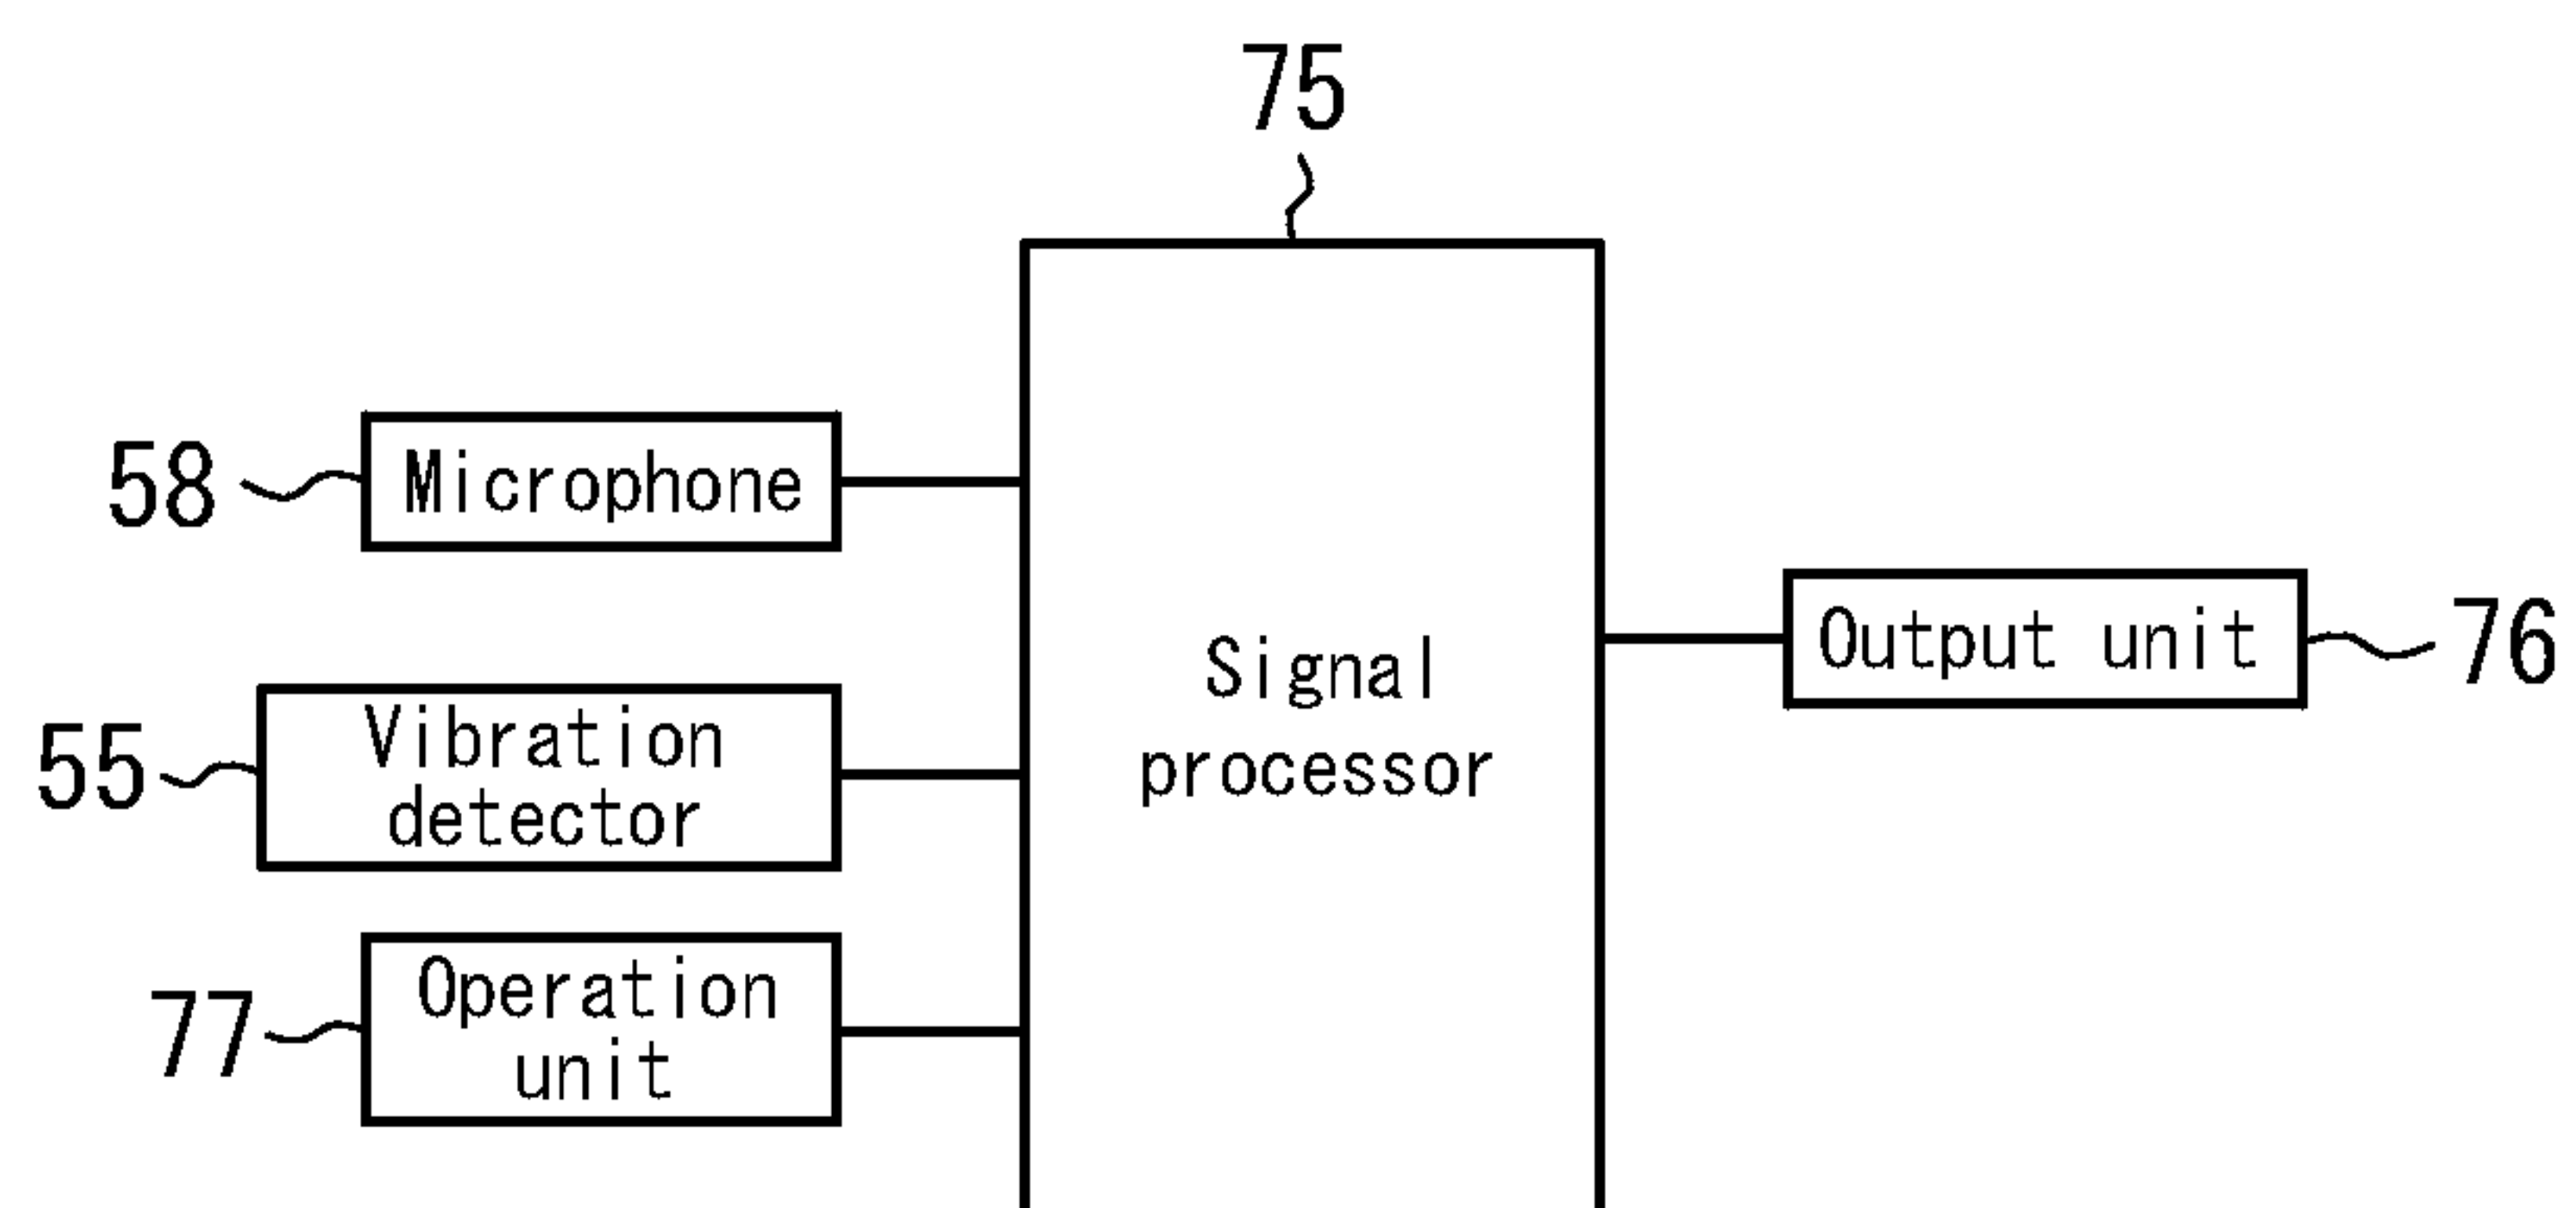 75
58
Microphone
Signal
processor
Output unit
76
55
Vibration
detector
77
Operation
unit